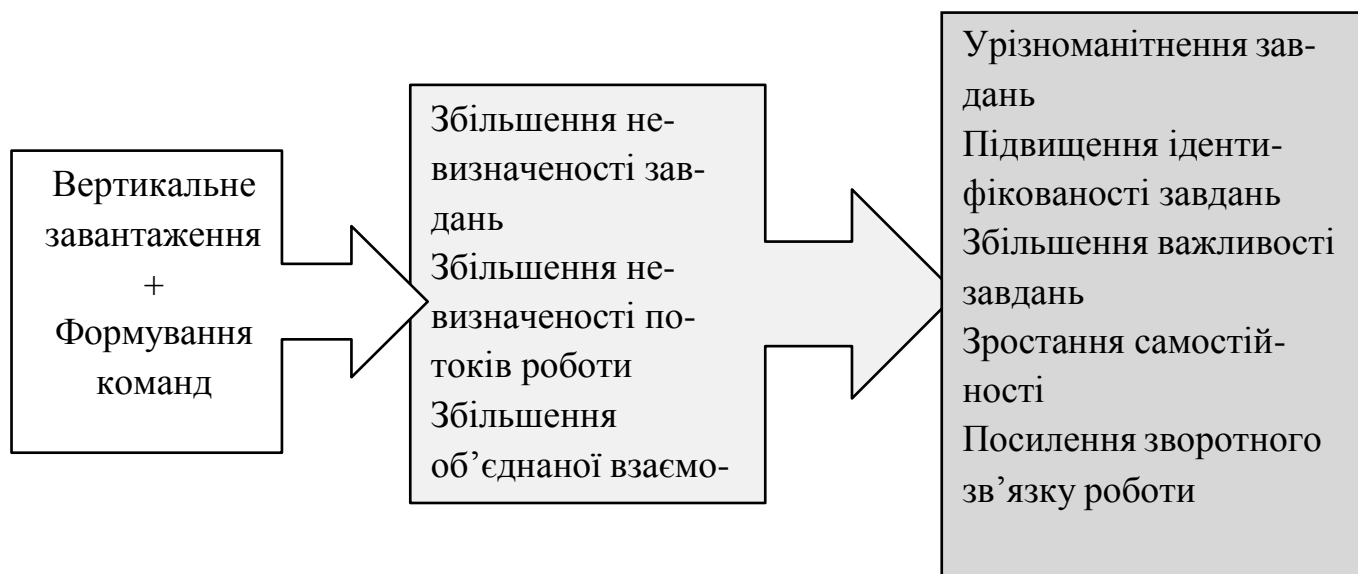 Вертикальне
завантаження
+
Формування
команд
Збільшення не-
визначеності зав-
дань
Збільшення не-
визначеності по-
токів роботи
Збільшення
об’єднаної взаємо-
Урізноманітнення зав-
дань
Підвищення іденти-
фікованості завдань
Збільшення важливості
завдань
Зростання самостій-
ності
Посилення зворотного
зв’язку роботи